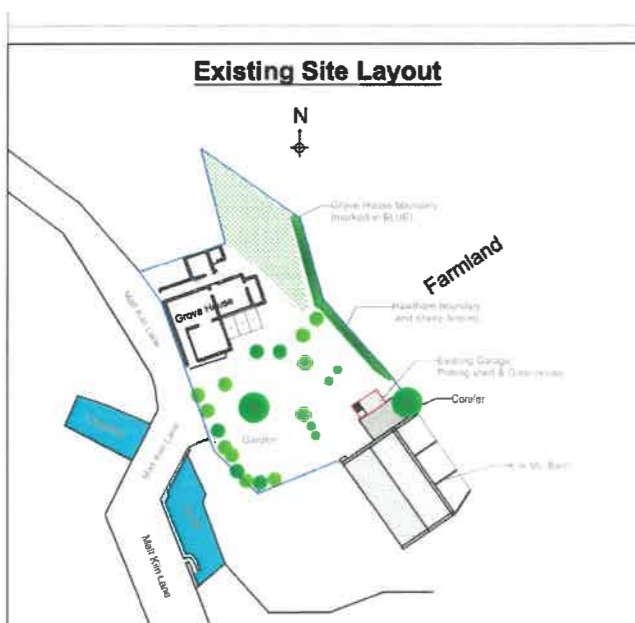 Existing Site Layout
N
Grove House boundary
(marked in BLUE)
Farmland
Malt Kiln Lane
Grove House
Hawthorn boundary
and sheep fencing
Existing Garage
Potting shed &
Conifer
Garden
Malt Kiln Lane
Barn
Malt Kiln Lane